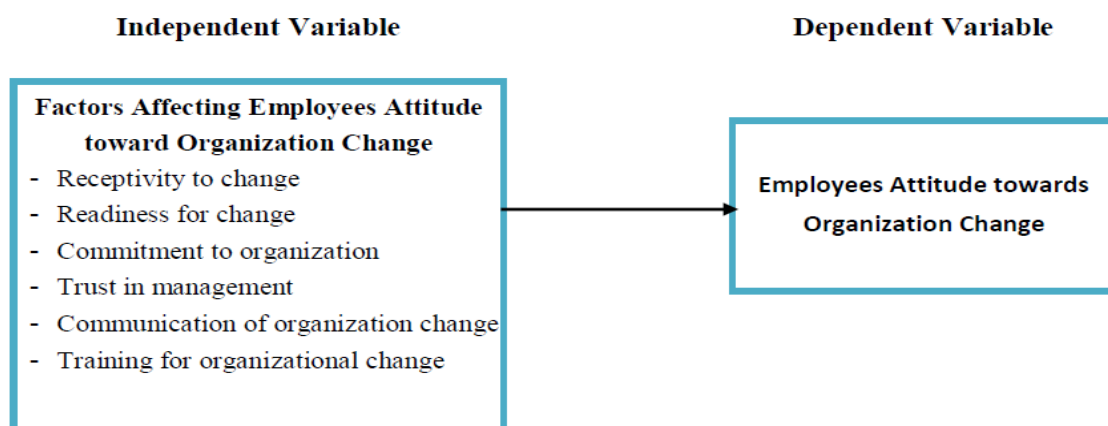 Independent Variable
Dependent Variable
Factors Affecting Employees Attitude
toward Organization Change
- Receptivity to change
- Readiness for change
- Commitment to organization
- Trust in management
- Communication of organization change
- Training for organizational change
Employees Attitude towards
Organization Change